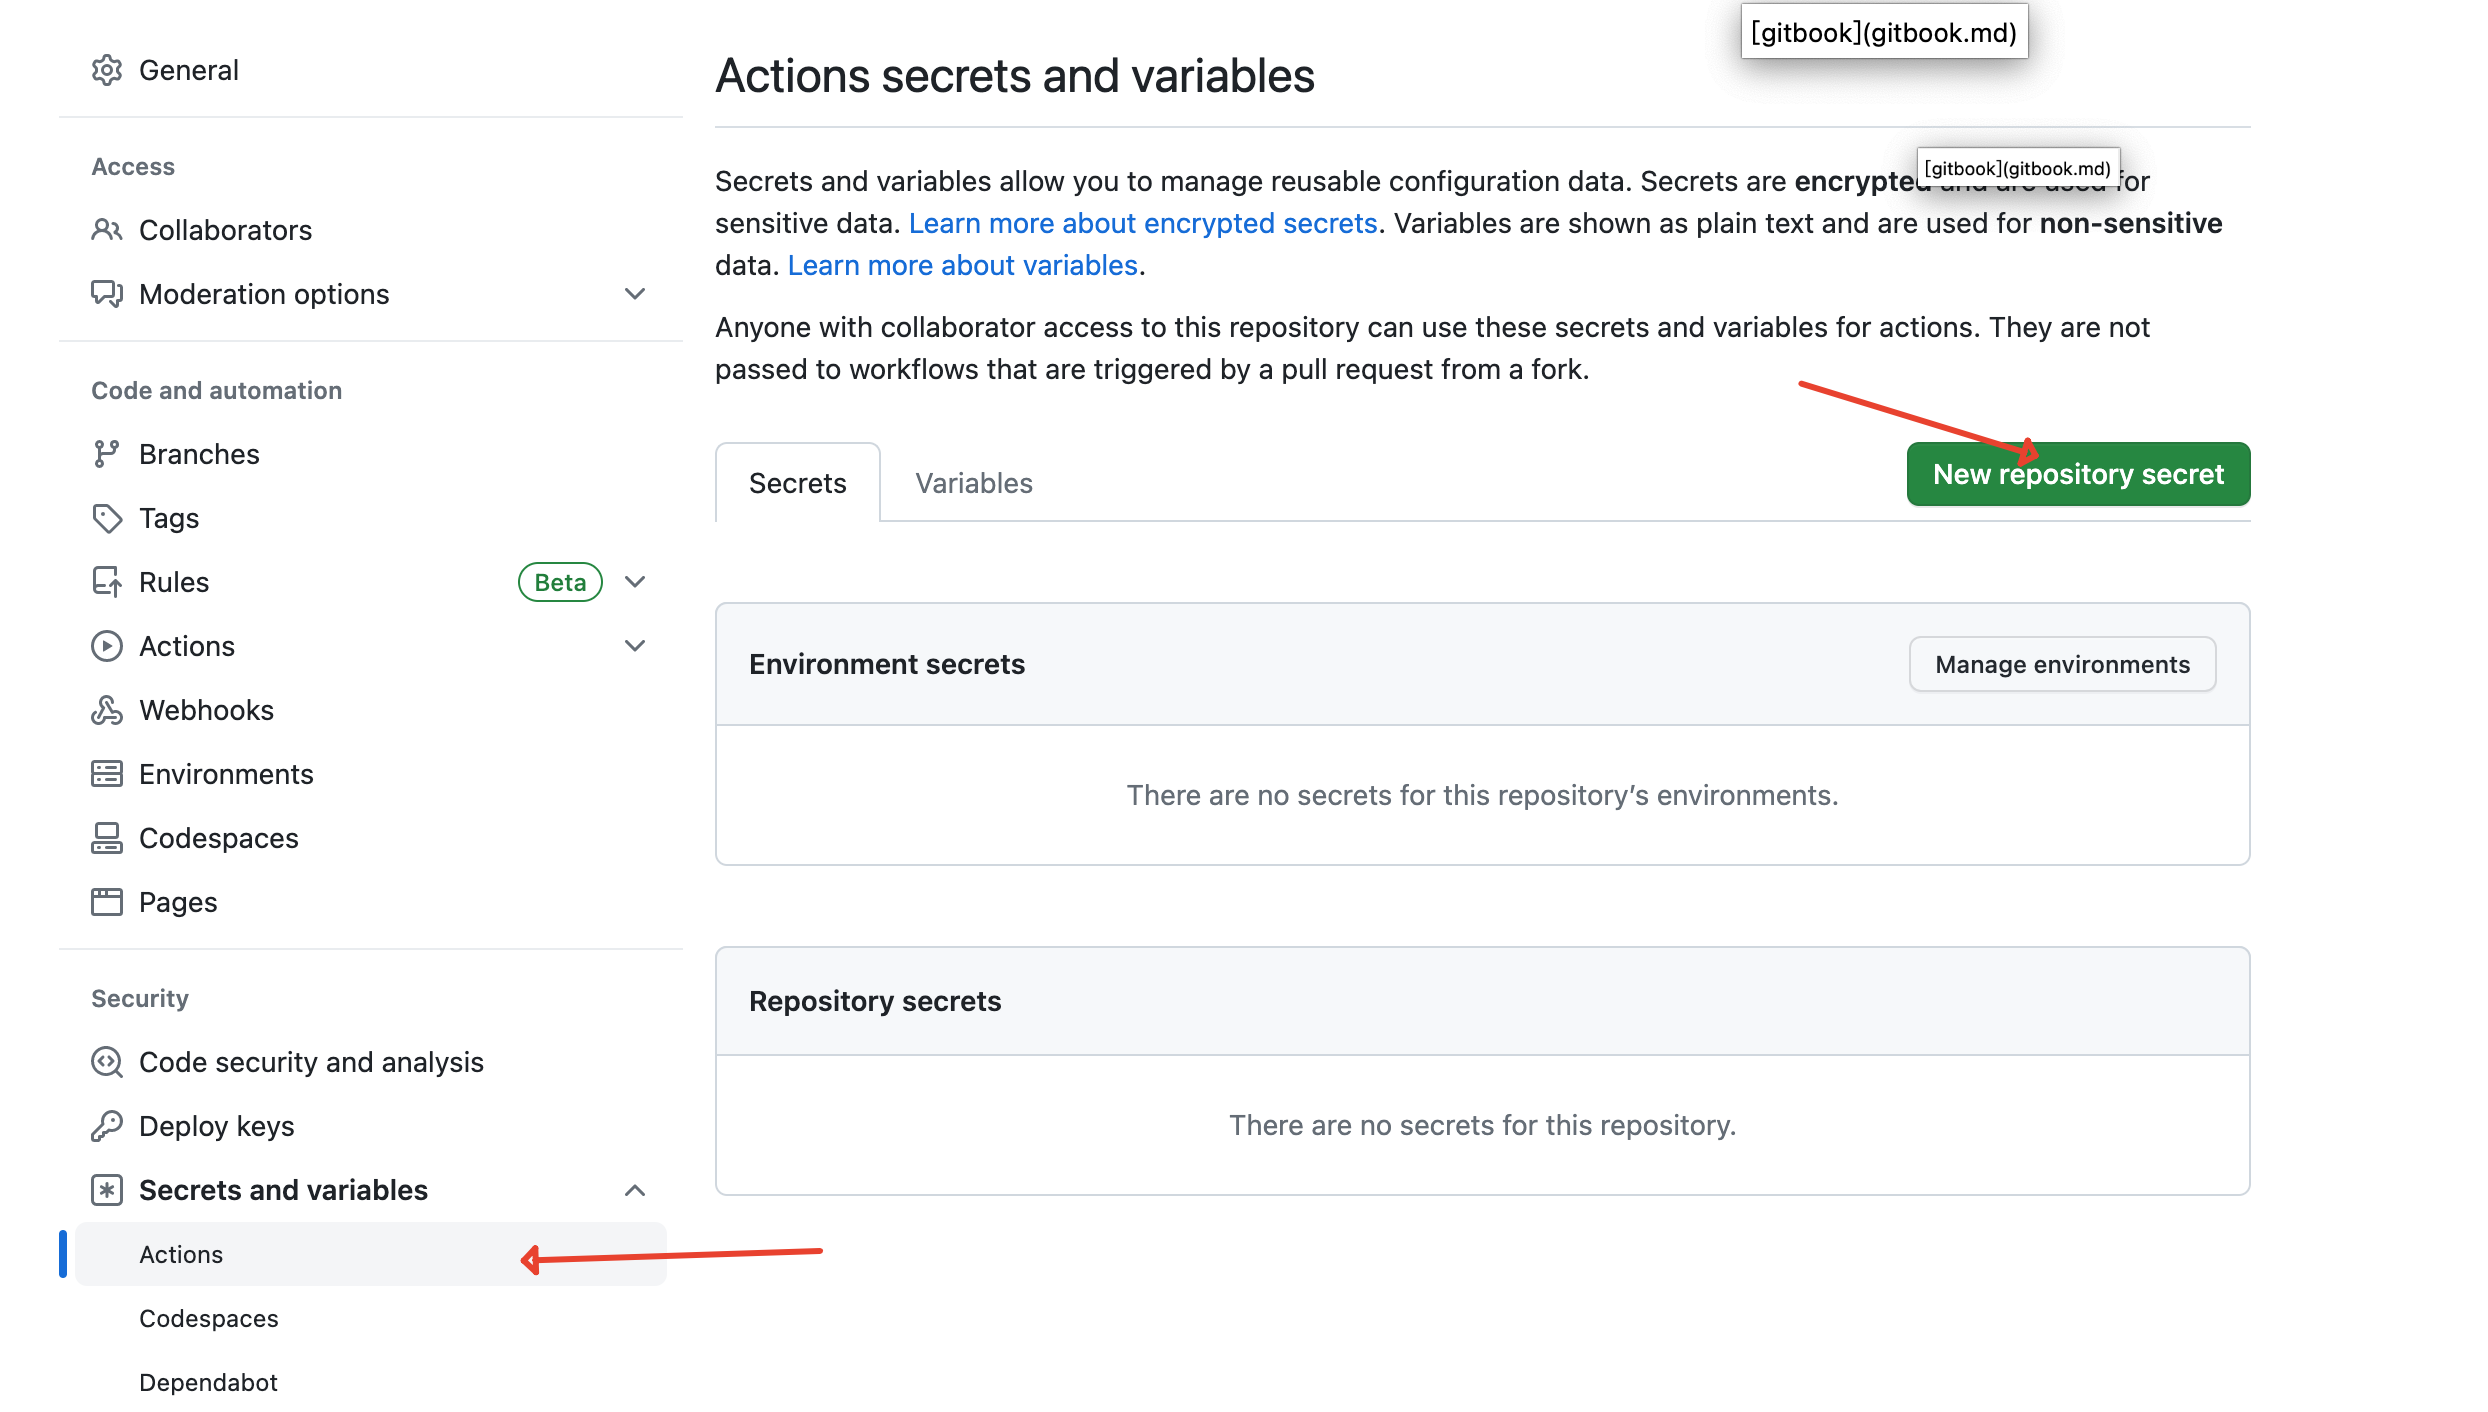 General
Access
Collaborators
Moderation options
Code and automation
Branches
Tags
Rules Beta
Actions
Webhooks
Environments
Codespaces
Pages
Security
Code security and analysis
Deploy keys
Secrets and variables
Actions
Codespaces
Dependabot
[gitbook](gitbook.md)
Actions secrets and variables
[gitbook](gitbook.md)
Secrets and variables allow you to manage reusable configuration data. Secrets are encrypted and are used for
sensitive data. Learn more about encrypted secrets. Variables are shown as plain text and are used for non-sensitive
data. Learn more about variables.
Anyone with collaborator access to this repository can use these secrets and variables for actions. They are not
passed to workflows that are triggered by a pull request from a fork.
Secrets Variables New repository secret
Environment secrets Manage environments
There are no secrets for this repository’s environments.
Repository secrets
There are no secrets for this repository.